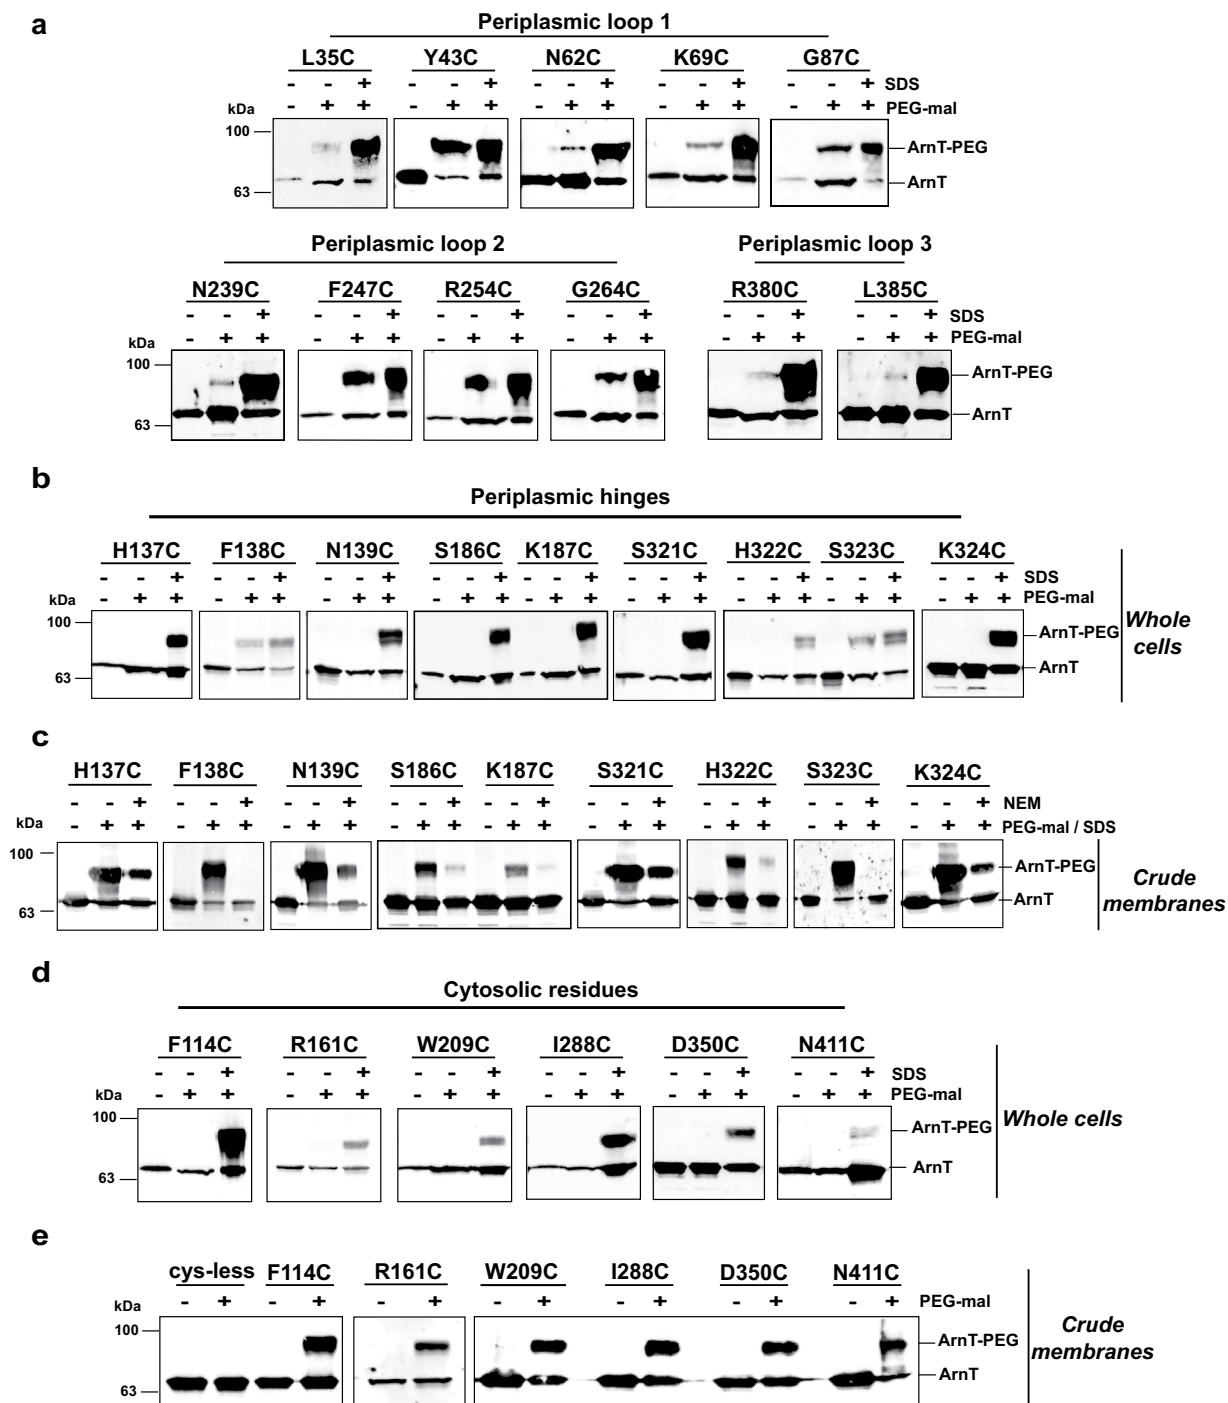 a
Periplasmic loop 1
L35C Y43C N62C K69C G87C
- - + - - + - - + - - + - - + SDS
- + + - + + - + + - + + - + + PEG-mal
kDa
100
ArnT-PEG
ArnT
63
Periplasmic loop 2 Periplasmic loop 3
N239C F247C R254C G264C R380C L385C
- - + - - + - - + - - + - - + - - + SDS
- + + - + + - + + - + + - + + - + + PEG-mal
kDa
100
ArnT-PEG
ArnT
63
b
Periplasmic hinges
H137C F138C N139C S186C K187C S321C H322C S323C K324C
- - + - - + - - + - - + - - + - - + - - + - - + - - + SDS
- + + - + + - + + - + + - + + - + + - + + - + + - + + PEG-mal
kDa
100
ArnT-PEG
Whole
cells
ArnT
63
c
H137C F138C N139C S186C K187C S321C H322C S323C K324C
- - + - - + - - + - - + - - + - - + - - + - - + - - + NEM
- + + - + + - + + - + + - + + - + + - + + - + + - + + PEG-mal / SDS
kDa
100
ArnT-PEG
Crude
membranes
ArnT
63
d
Cytosolic residues
F114C R161C W209C I288C D350C N411C
- - + - - + - - + - - + - - + - - + SDS
- + + - + + - + + - + + - + + - + + PEG-mal
kDa
100
ArnT-PEG
Whole cells
ArnT
63
e
cys-less F114C R161C W209C I288C D350C N411C
- + - + - + - + - + - + - + PEG-mal
kDa
100
ArnT-PEG
Crude
membranes
ArnT
63